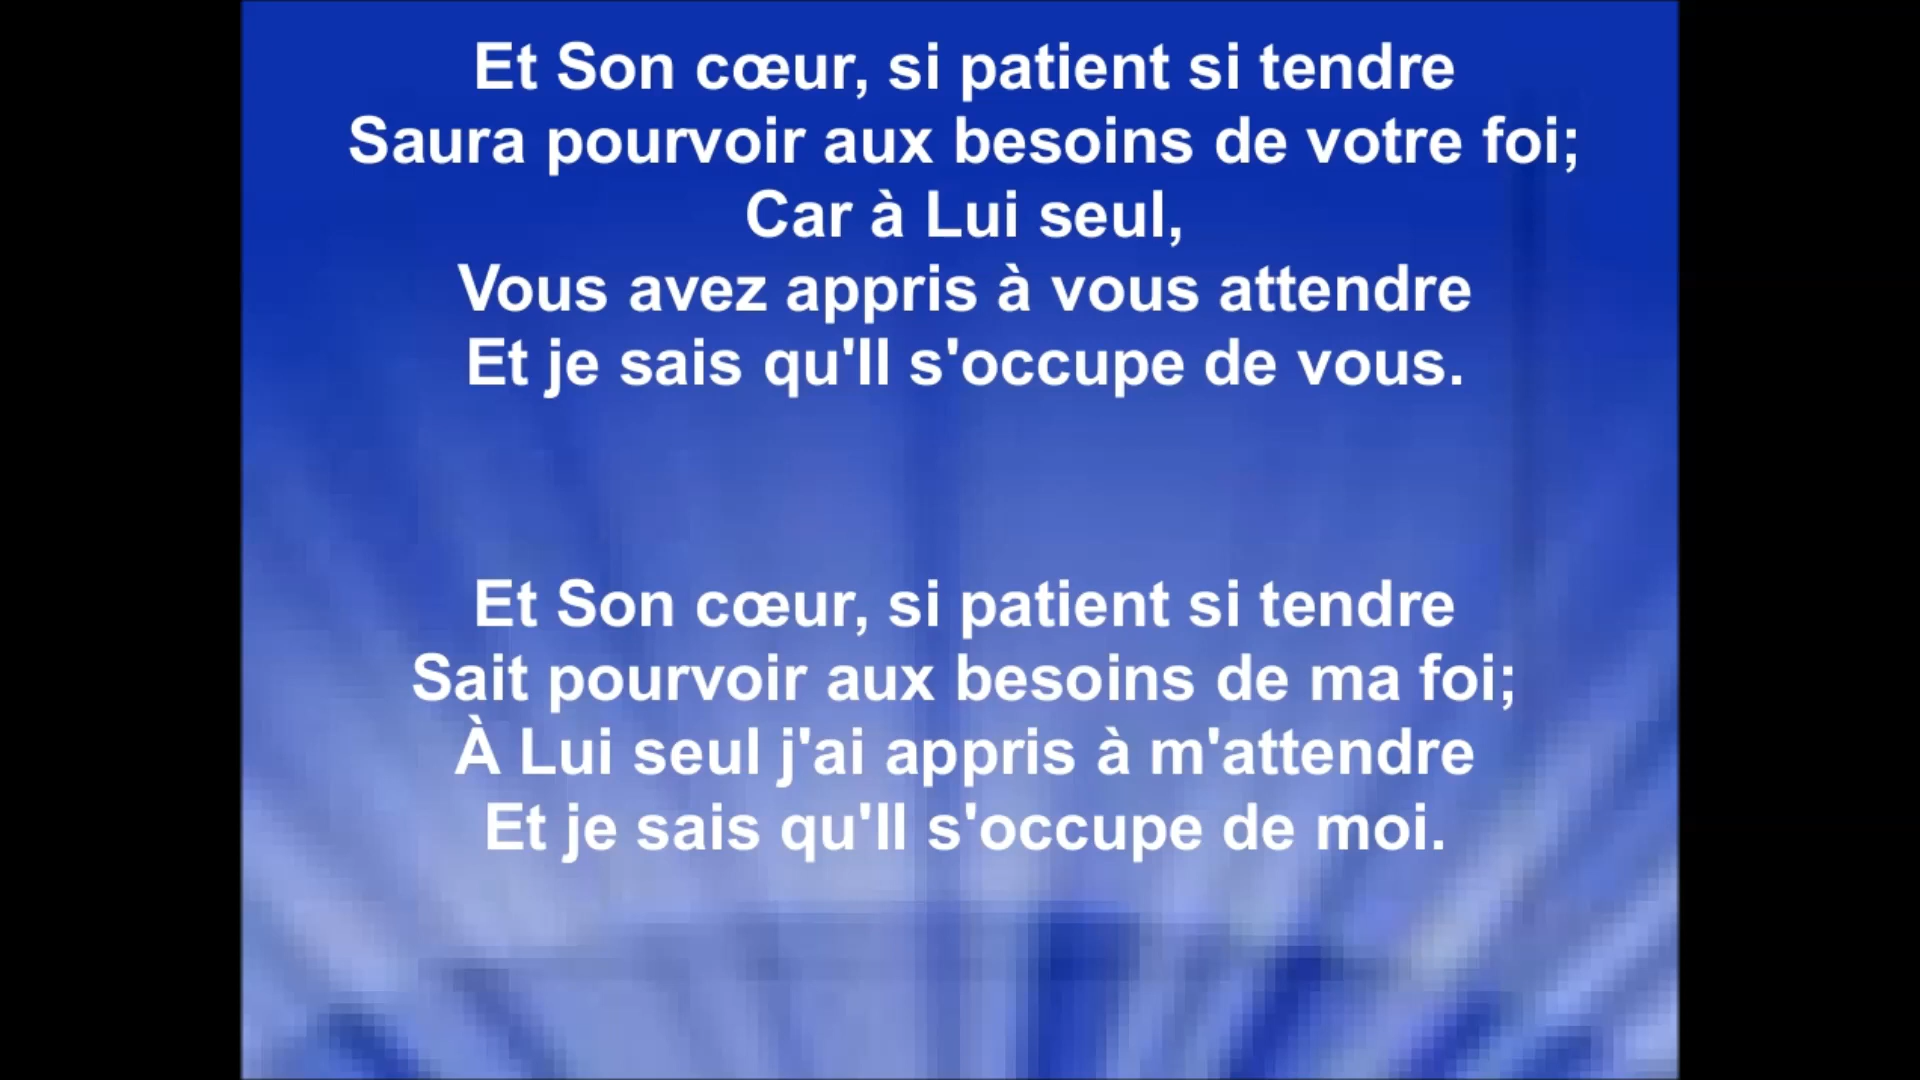 Et Son cœur, si patient si tendre
Saura pourvoir aux besoins de votre foi;
Car à Lui seul,
Vous avez appris à vous attendre
Et je sais qu'Il s'occupe de vous.
Et Son cœur, si patient si tendre
Sait pourvoir aux besoins de ma foi;
À Lui seul j'ai appris à m'attendre
Et je sais qu'Il s'occupe de moi.